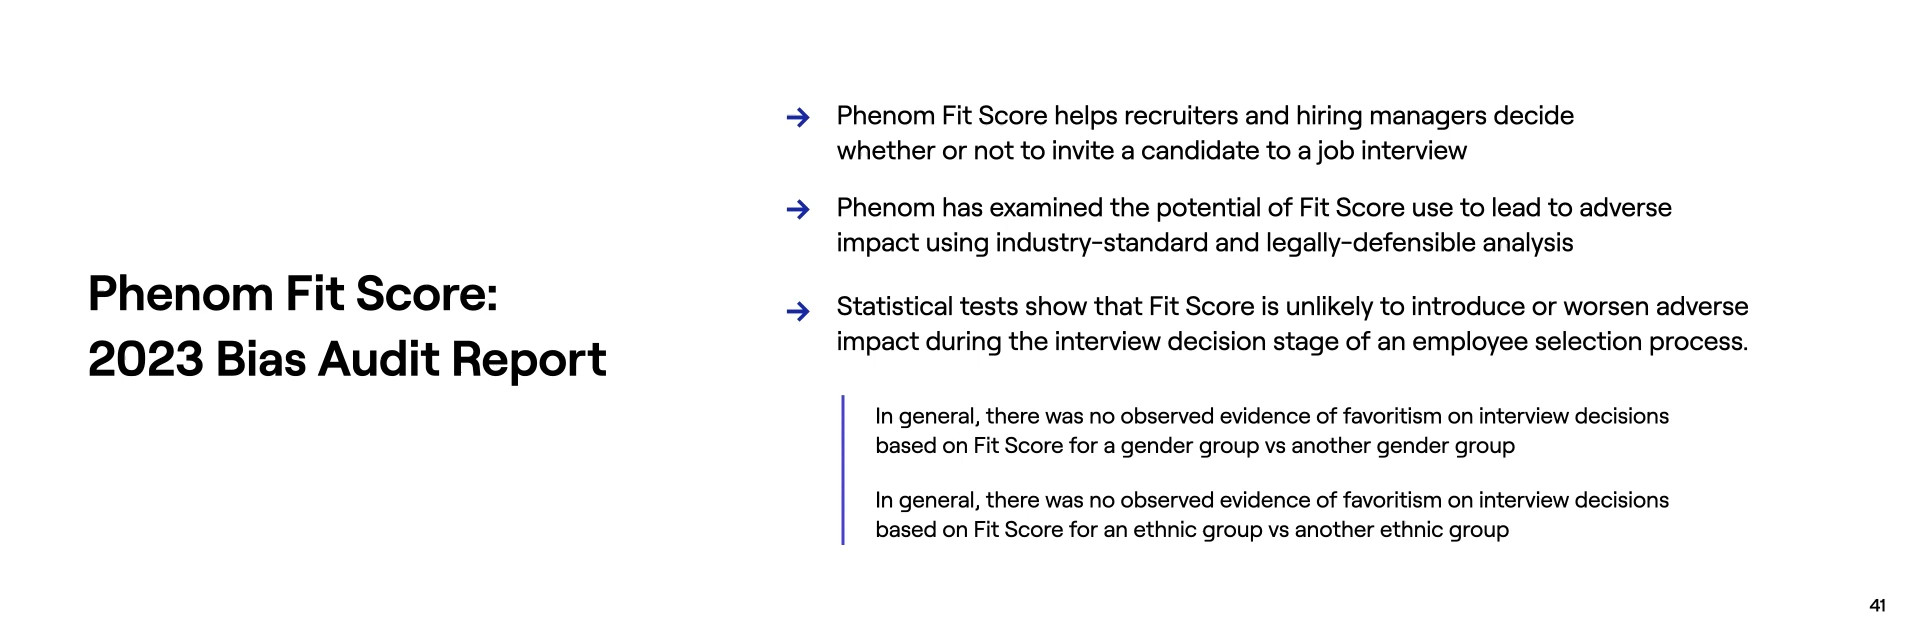 Phenom Fit Score:
2023 Bias Audit Report
→ Phenom Fit Score helps recruiters and hiring managers decide
whether or not to invite a candidate to a job interview
→ Phenom has examined the potential of Fit Score use to lead to adverse
impact using industry-standard and legally-defensible analysis
→ Statistical tests show that Fit Score is unlikely to introduce or worsen adverse
impact during the interview decision stage of an employee selection process.
In general, there was no observed evidence of favoritism on interview decisions
based on Fit Score for a gender group vs another gender group
In general, there was no observed evidence of favoritism on interview decisions
based on Fit Score for an ethnic group vs another ethnic group
41